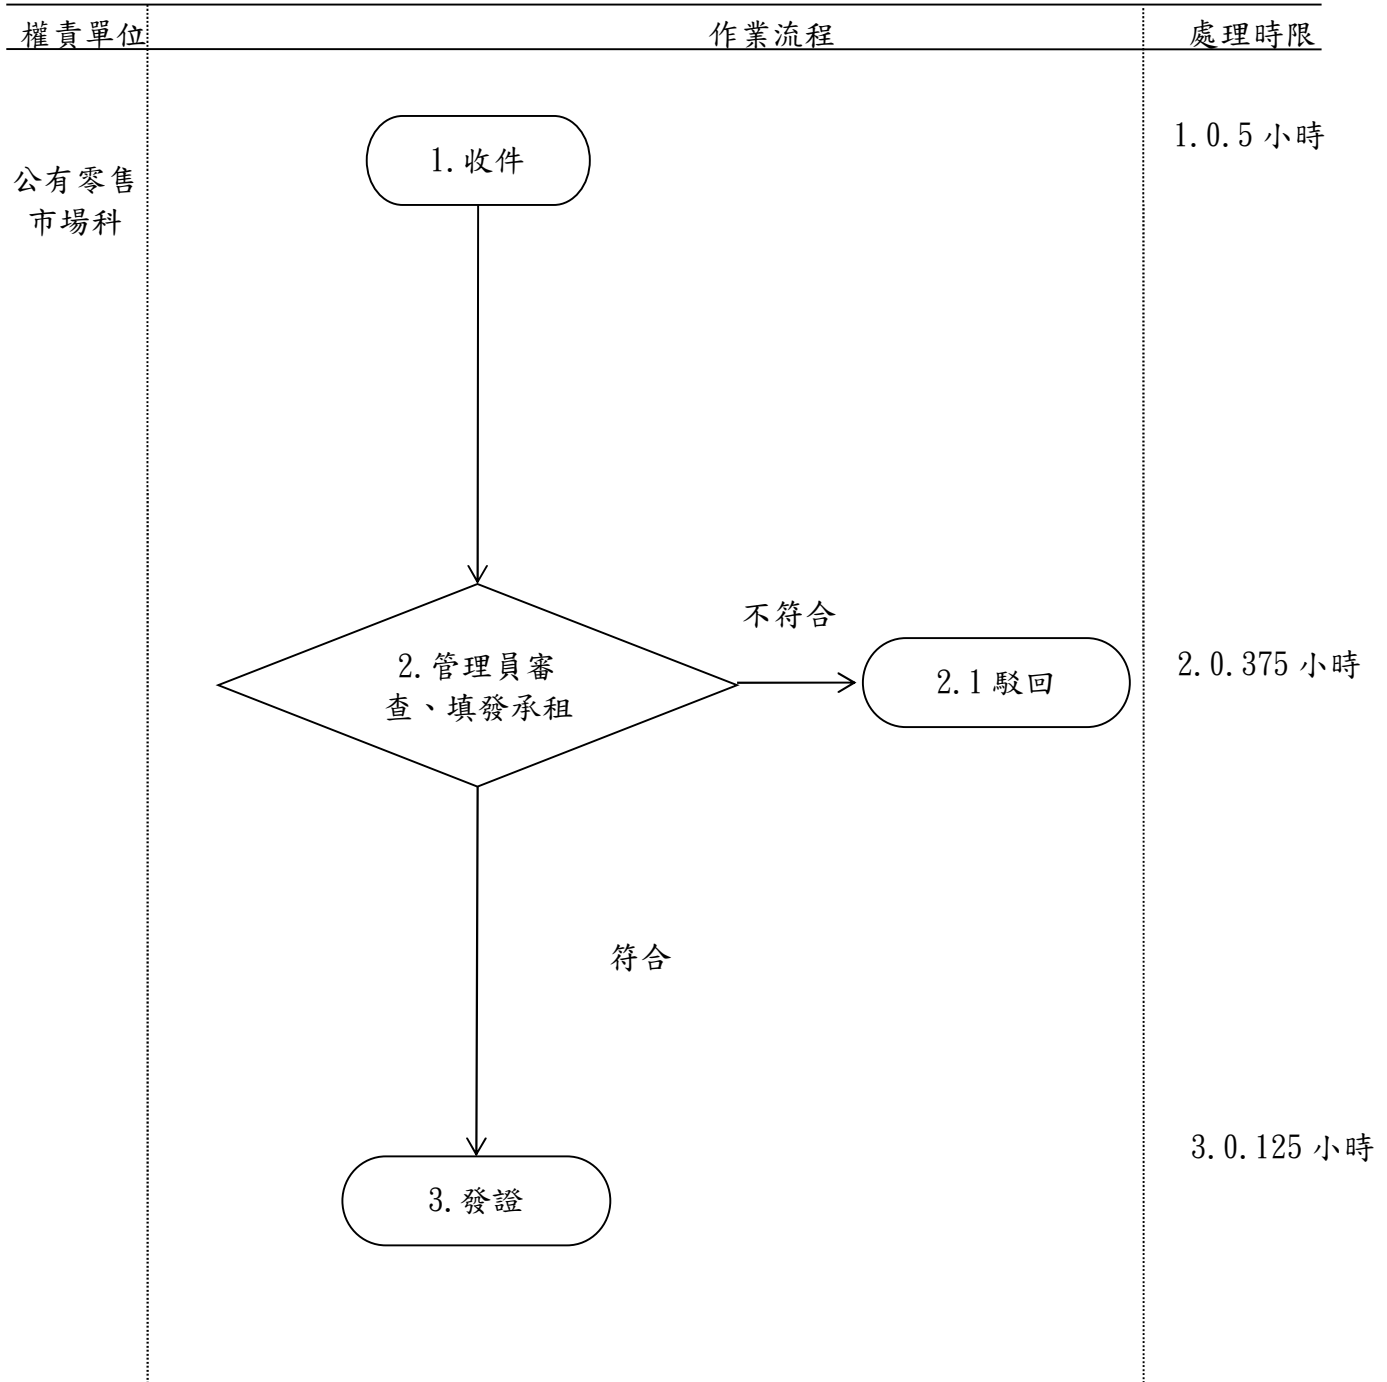 權責單位 作業流程 處理時限
1.收件
1.0.5 小時
公有零售
市場科
不符合
2.管理員審
查、填發承租
2.1 駁回
2.0.375 小時
符合
3.0.125 小時
3.發證